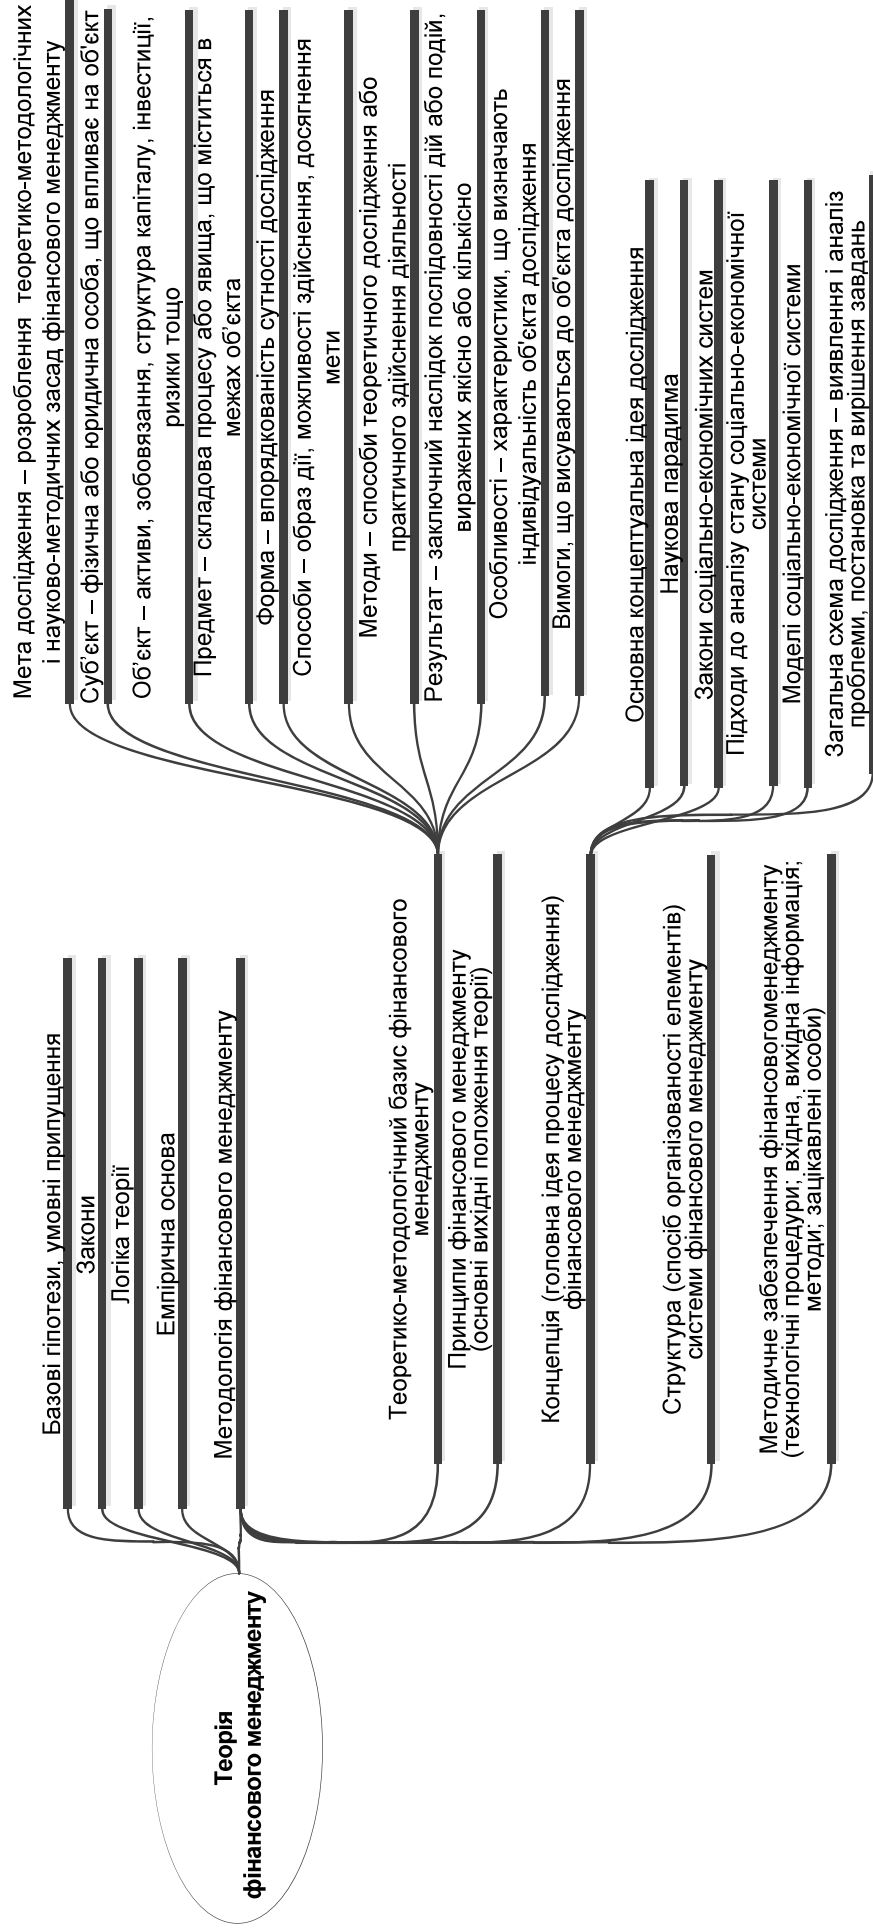 Теорія
фінансового менеджменту
Базові гіпотези, умовні припущення
Закони
Логіка теорії
Емпірична основа
Методологія фінансового менеджменту
Теоретико-методологічний базис фінансового
менеджменту
Принципи фінансового менеджменту
(основні вихідні положення теорії)
Концепція (головна ідея процесу дослідження)
фінансового менеджменту
Структура (спосіб організованості елементів)
системи фінансового менеджменту
Методичне забезпечення фінансовогоменеджменту
(технологічні процедури; вхідна, вихідна інформація;
методи; зацікавлені особи)
Мета дослідження – розроблення теоретико-методологічних
і науково-методичних засад фінансового менеджменту
Суб’єкт – фізична або юридична особа, що впливає на об'єкт
Об’єкт – активи, зобовязання, структура капіталу, інвестиції,
ризики тощо
Предмет – складова процесу або явища, що міститься в
межах об’єкта
Форма – впорядкованість сутності дослідження
Способи – образ дії, можливості здійснення, досягнення
мети
Методи – способи теоретичного дослідження або
практичного здійснення діяльності
Результат – заключний наслідок послідовності дій або подій,
виражених якісно або кількісно
Особливості – характеристики, що визначають
індивідуальність об'єкта дослідження
Вимоги, що висуваються до об'єкта дослідження
Основна концептуальна ідея дослідження
Наукова парадигма
Закони соціально-економічних систем
Підходи до аналізу стану соціально-економічної
системи
Моделі соціально-економічної системи
Загальна схема дослідження – виявлення і аналіз
проблеми, постановка та вирішення завдань